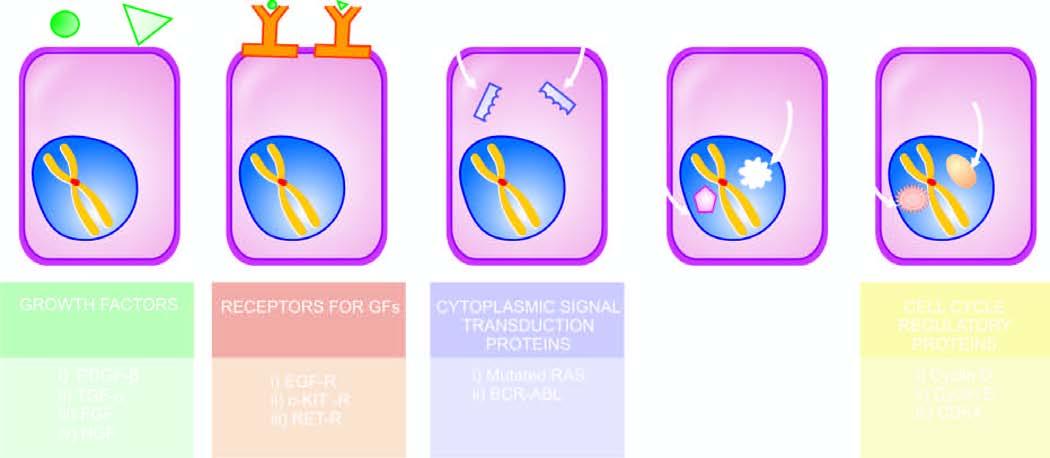 GROWTH FACTORS
i) PDGF-β
ii) TGF-α
iii) FGF
iv) HGF
RECEPTORS FOR GFs
i) EGF-R
ii) c-KIT -R
iii) RET-R
CYTOPLASMIC SIGNAL
TRANSDUCTION
PROTEINS
i) Mutated RAS
ii) BCR-ABL
CELL CYCLE
REGULATORY
PROTEINS
i) Cyclin D
ii) Cyclin E
iii) CDK4